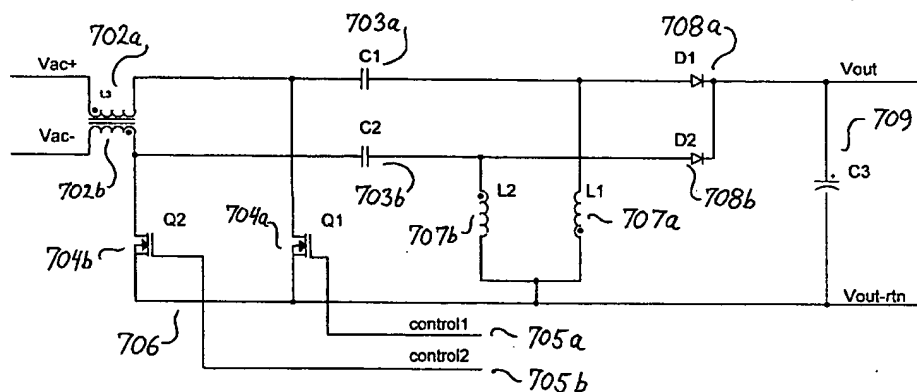 702a
703a
708a
C1
D1
Vac+
L3
Vout
Vac-
C2
D2
709
C3
702b
703b
708b
Q2
704a
Q1
L2
L1
707b
707a
704b
Vout-rtn
706
control1
705a
control2
705b